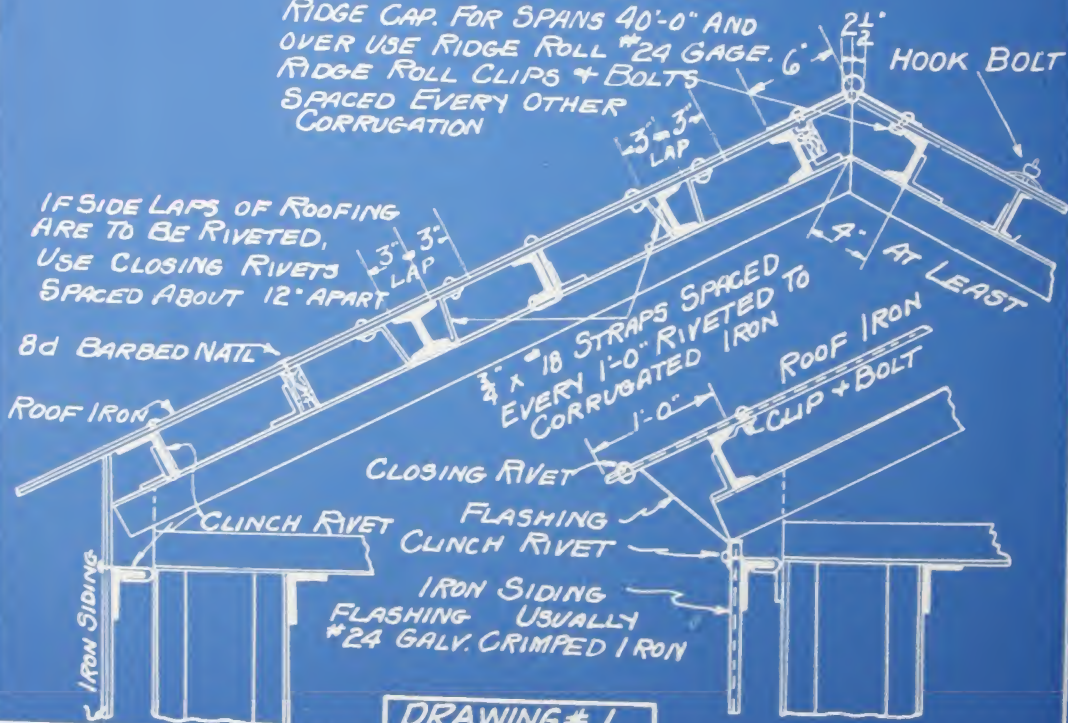 RIDGE CAP. FOR SPANS 40'-0" AND
OVER USE RIDGE ROLL #24 GAGE.
RIDGE ROLL CLIPS & BOLTS
SPACED EVERY OTHER
CORRUGATION
2½"
6"
HOOK BOLT
3" 3"
LAP
IF SIDE LAPS OF ROOFING
ARE TO BE RIVETED,
USE CLOSING RIVETS
SPACED ABOUT 12" APART
3" 3"
LAP
4" AT LEAST
8d BARBED NAIL
¾" x #18 STRAPS SPACED
EVERY 1'-0" RIVETED TO
CORRUGATED IRON
ROOF IRON
ROOF IRON
CLIP & BOLT
1'-0"
CLOSING RIVET
CLINCH RIVET
FLASHING
CLINCH RIVET
IRON SIDING
IRON SIDING
FLASHING USUALLY
#24 GALV. CRIMPED IRON
DRAWING # 1